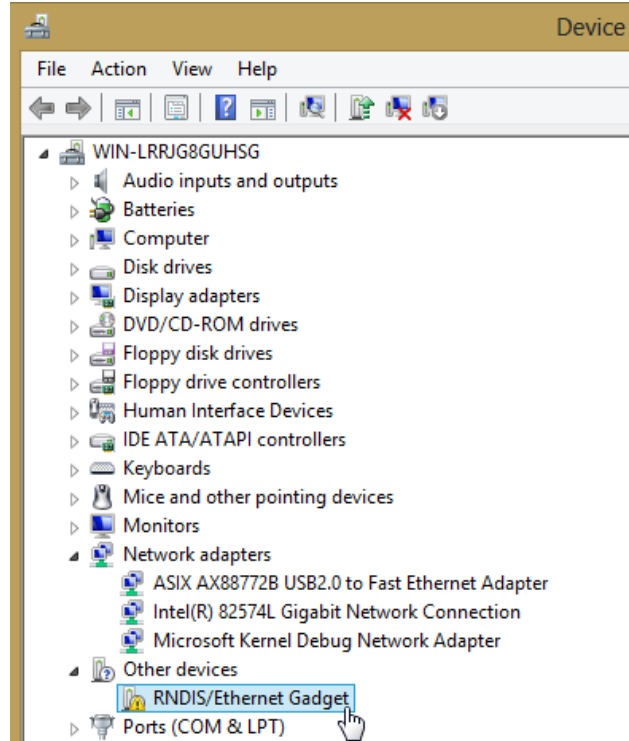 Device
File Action View Help
WIN-LRRJG8GUHSG
Audio inputs and outputs
Batteries
Computer
Disk drives
Display adapters
DVD/CD-ROM drives
Floppy disk drives
Floppy drive controllers
Human Interface Devices
IDE ATA/ATAPI controllers
Keyboards
Mice and other pointing devices
Monitors
Network adapters
ASIX AX88772B USB2.0 to Fast Ethernet Adapter
Intel(R) 82574L Gigabit Network Connection
Microsoft Kernel Debug Network Adapter
Other devices
RNDIS/Ethernet Gadget
Ports (COM & LPT)